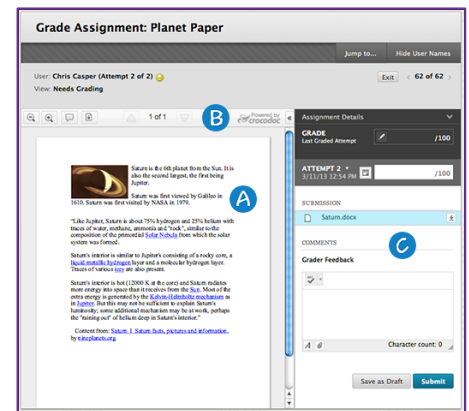 Grade Assignment: Planet Paper
Jump to... Hide User Names
User: Chris Casper (Attempt 2 of 2)
Exit < 62 of 62 >
View: Needs Grading
1 of 1
B
Powered by
crocodoc
«
Assignment Details
GRADE
Last Graded Attempt
/100
ATTEMPT 2
3/11/13 12:54 PM
/100
SUBMISSION
Saturn.docx
COMMENTS
C
Grader Feedback
Character count: 0
Save as Draft Submit
Saturn is the 6th planet from the Sun. It is
also the second largest, the first being
Jupiter.
A
Saturn was first viewed by Galileo in
1610. Saturn was first visited by NASA in 1979.
"Like Jupiter, Saturn is about 75% hydrogen and 25% helium with
traces of water, methane, ammonia and "rock", similar to the
composition of the primordial Solar Nebula from which the solar
system was formed.
Saturn's interior is similar to Jupiter's consisting of a rocky core, a
liquid metallic hydrogen layer and a molecular hydrogen layer.
Traces of various ices are also present.
Saturn's interior is hot (12000 K at the core) and Saturn radiates
more energy into space than it receives from the Sun. Most of the
extra energy is generated by the Kelvin-Helmholtz mechanism as
in Jupiter. But this may not be sufficient to explain Saturn's
luminosity; some additional mechanism may be at work, perhaps
the "raining out" of helium deep in Saturn's interior."
Content from: Saturn | Saturn facts, pictures and information.
by nineplanets.org